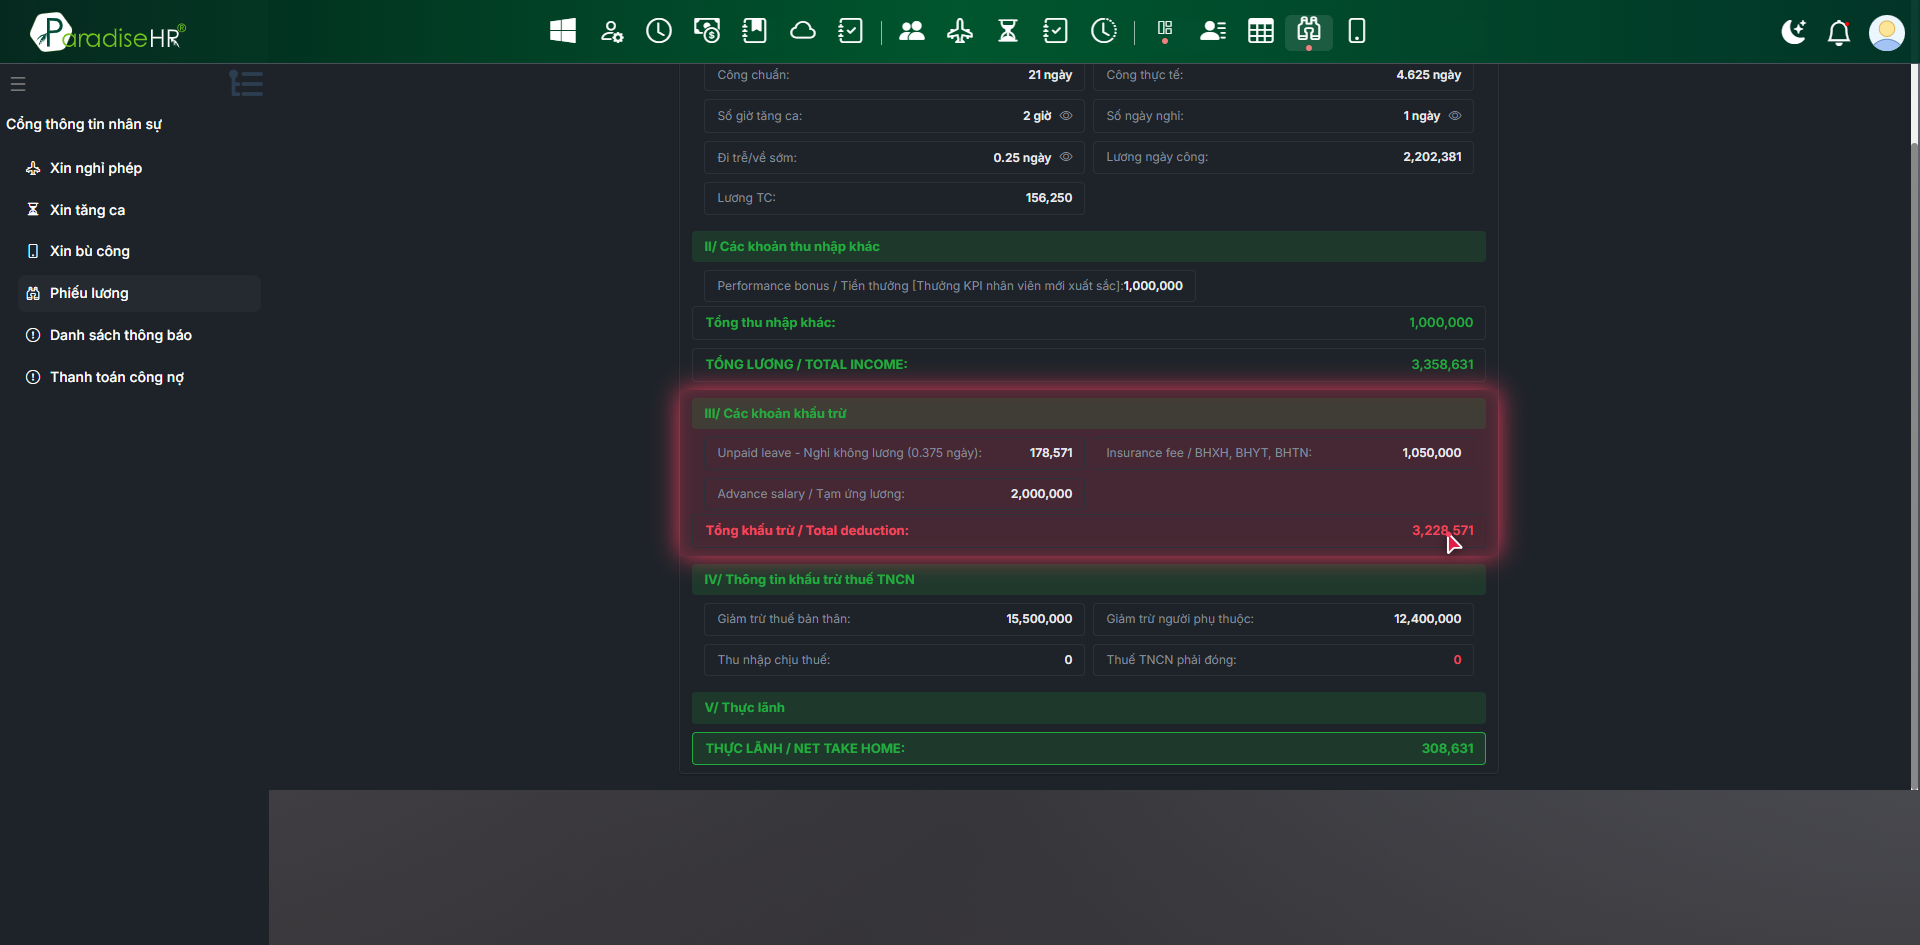 ParadiseHR®
Cổng thông tin nhân sự
Xin nghỉ phép
Xin tăng ca
Xin bù công
Phiếu lương
Danh sách thông báo
Thanh toán công nợ
Công chuẩn: 21 ngày Công thực tế: 4.625 ngày
Số giờ tăng ca: 2 giờ Số ngày nghỉ: 1 ngày
Đi trễ/về sớm: 0.25 ngày Lương ngày công: 2,202,381
Lương TC: 156,250
II/ Các khoản thu nhập khác
Performance bonus / Tiền thưởng [Thưởng KPI nhân viên mới xuất sắc]:1,000,000
Tổng thu nhập khác: 1,000,000
TỔNG LƯƠNG / TOTAL INCOME: 3,358,631
III/ Các khoản khấu trừ
Unpaid leave - Nghỉ không lương (0.375 ngày): 178,571 Insurance fee / BHXH, BHYT, BHTN: 1,050,000
Advance salary / Tạm ứng lương: 2,000,000
Tổng khấu trừ / Total deduction: 3,228,571
IV/ Thông tin khấu trừ thuế TNCN
Giảm trừ thuế bản thân: 15,500,000 Giảm trừ người phụ thuộc: 12,400,000
Thu nhập chịu thuế: 0 Thuế TNCN phải đóng: 0
V/ Thực lãnh
THỰC LÃNH / NET TAKE HOME: 308,631